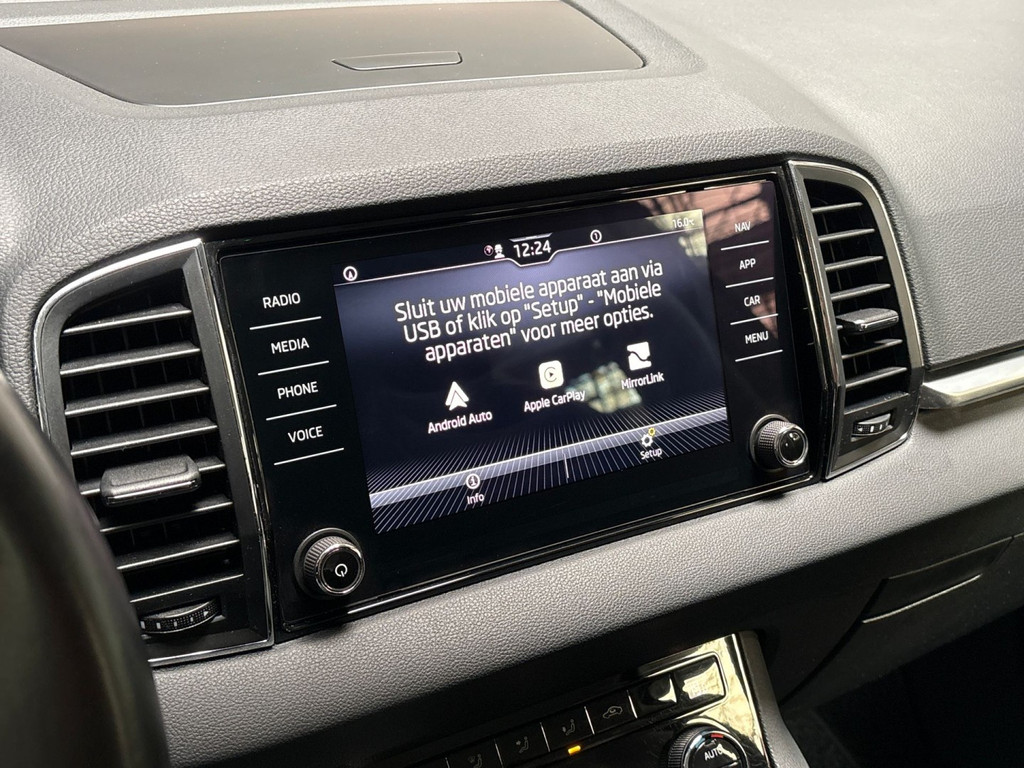 12:24
16.0°C
RADIO
MEDIA
PHONE
VOICE
Sluit uw mobiele apparaat aan via
USB of klik op "Setup" - "Mobiele
apparaten" voor meer opties.
Android Auto
Apple CarPlay
MirrorLink
Info
Setup
NAV
APP
CAR
MENU
AUTO